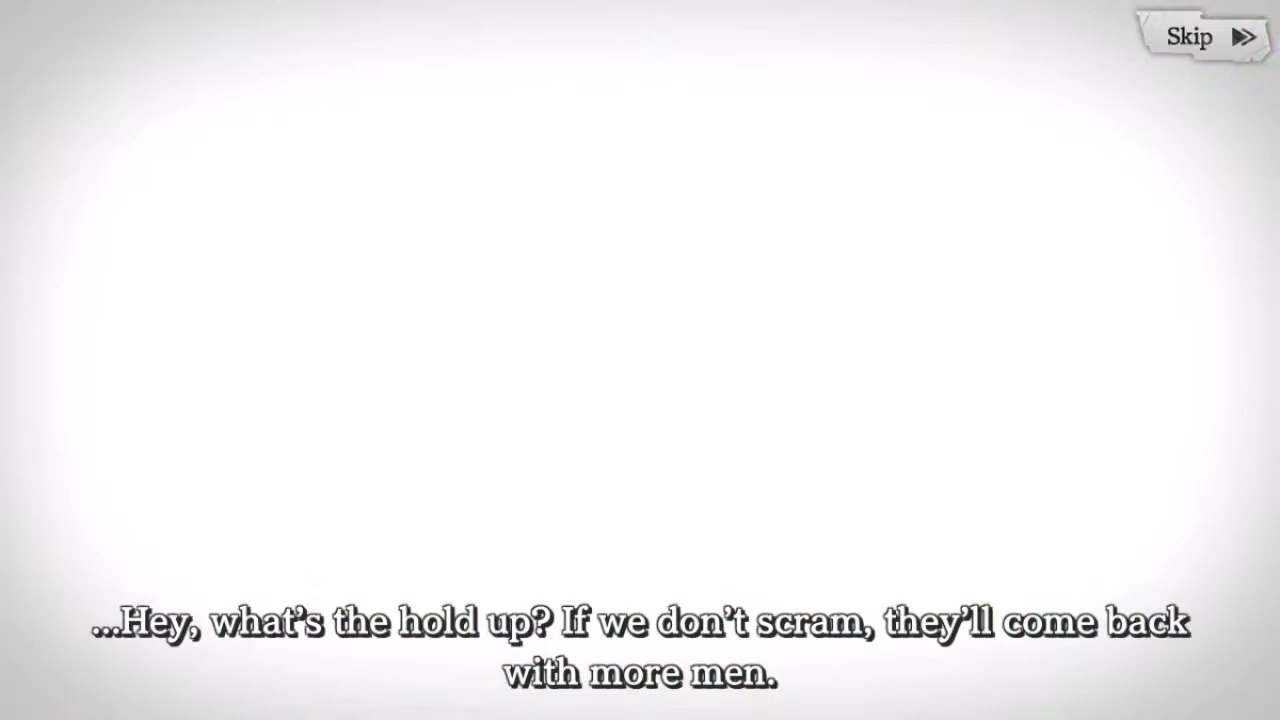 Skip
...Hey, what's the hold up? If we don't scram, they'll come back
with more men.